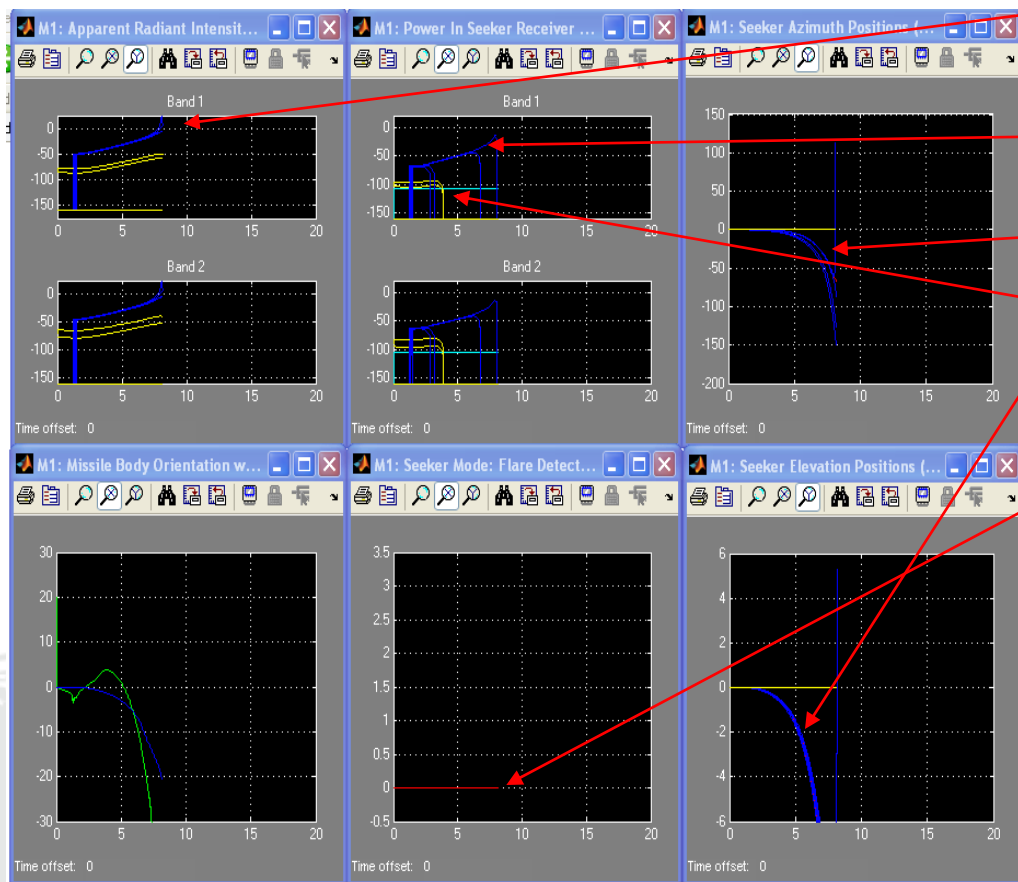 M1: Apparent Radiant Intensit...
Band 1
0
-50
-100
-150
0 5 10 15 20
Band 2
0
-50
-100
-150
0 5 10 15 20
Time offset: 0
M1: Power In Seeker Receiver ...
Band 1
0
-50
-100
-150
0 5 10 15 20
Band 2
0
-50
-100
-150
0 5 10 15 20
Time offset: 0
M1: Seeker Azimuth Positions (...
150
100
50
0
-50
-100
-150
-200
0 5 10 15 20
Time offset: 0
M1: Missile Body Orientation w...
30
20
10
0
-10
-20
-30
0 5 10 15 20
Time offset: 0
M1: Seeker Mode: Flare Detect...
3.5
3
2.5
2
1.5
1
0.5
0
-0.5
0 5 10 15 20
Time offset: 0
M1: Seeker Elevation Positions (...
6
4
2
0
-2
-4
-6
0 5 10 15 20
Time offset: 0